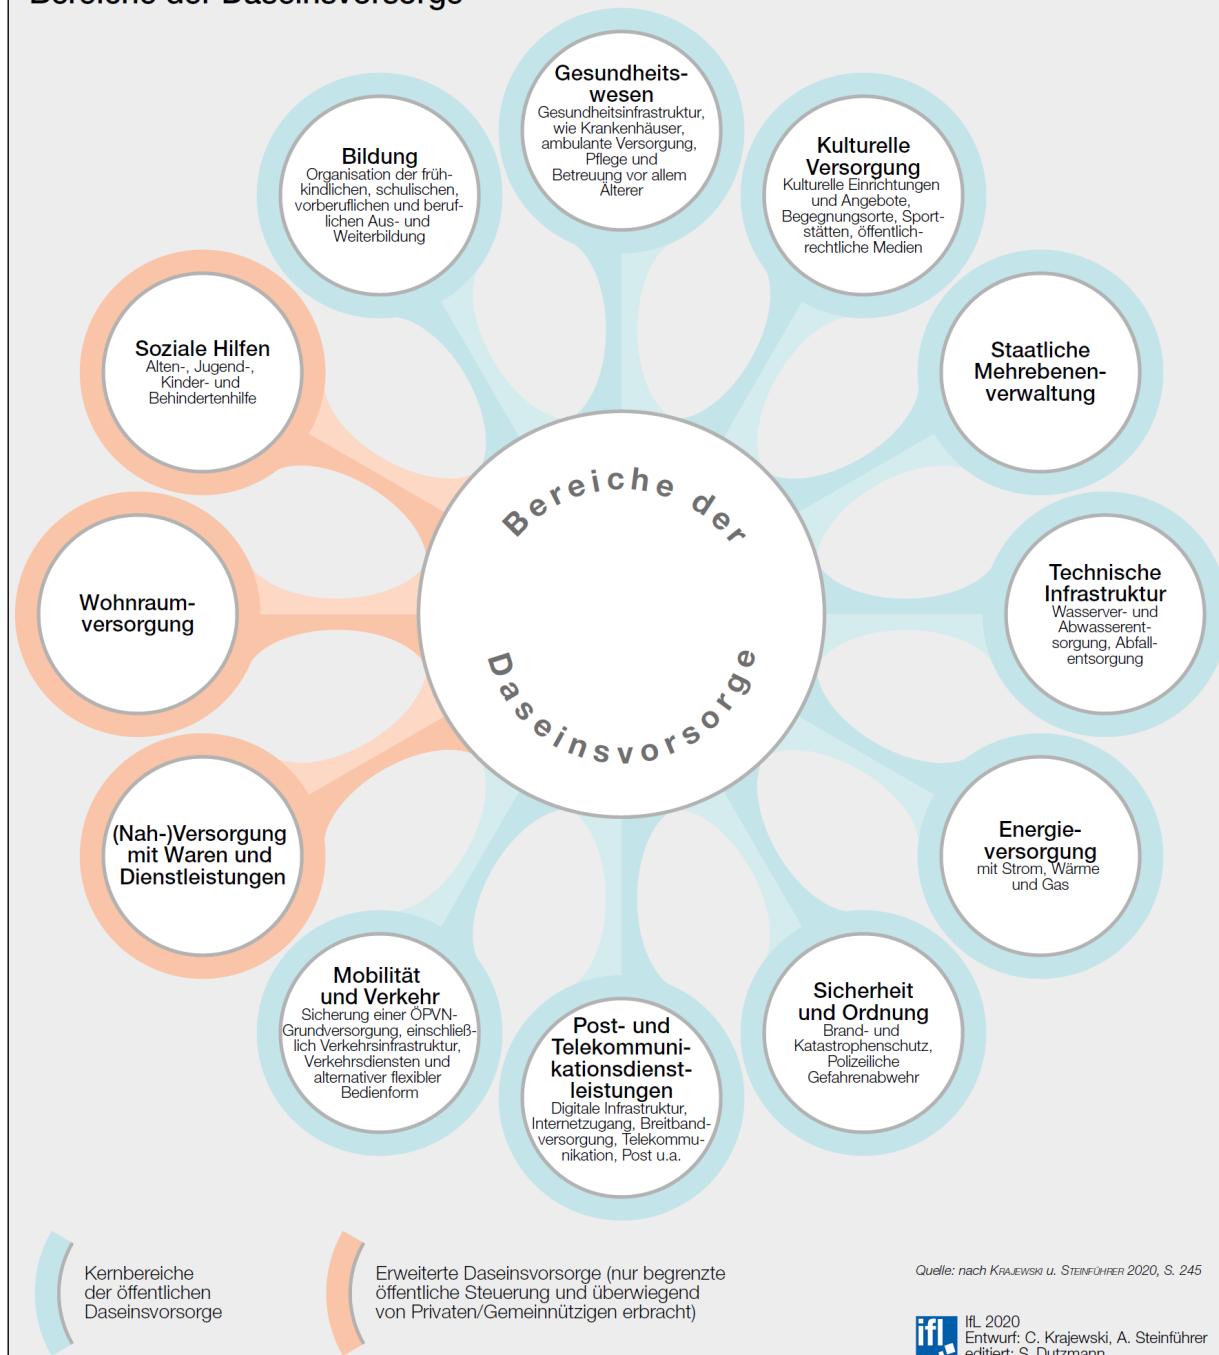 Bereiche der Daseinsvorsorge
Gesundheits-
wesen
Gesundheitsinfrastruktur,
wie Krankenhäuser,
ambulante Versorgung,
Pflege und
Betreuung vor allem
Älterer
Kulturelle
Versorgung
Kulturelle Einrichtungen
und Angebote,
Begegnungsorte, Sport-
stätten, öffentlich-
rechtliche Medien
Staatliche
Mehrebenen-
verwaltung
Technische
Infrastruktur
Wasserver- und
Abwasserent-
sorgung, Abfall-
entsorgung
Energie-
versorgung
mit Strom, Wärme
und Gas
Sicherheit
und Ordnung
Brand- und
Katastrophenschutz,
Polizeiliche
Gefahrenabwehr
Post- und
Telekommuni-
kationsdienst-
leistungen
Digitale Infrastruktur,
Internetzugang, Breitband-
versorgung, Telekommu-
nikation, Post u.a.
Mobilität
und Verkehr
Sicherung einer ÖPVN-
Grundversorgung, einschließ-
lich Verkehrsinfrastruktur,
Verkehrsdiensten und
alternativer flexibler
Bedienform
(Nah-)Versorgung
mit Waren und
Dienstleistungen
Wohnraum-
versorgung
Soziale Hilfen
Alten-, Jugend-,
Kinder- und
Behindertenhilfe
Bildung
Organisation der früh-
kindlichen, schulischen,
vorberuflichen und beruf-
lichen Aus- und
Weiterbildung
Bereiche der
Daseinsvorsorge
Kernbereiche
der öffentlichen
Daseinsvorsorge
Erweiterte Daseinsvorsorge (nur begrenzte
öffentliche Steuerung und überwiegend
von Privaten/Gemeinnützigen erbracht)
Quelle: nach Krajewski u. Steinführer 2020, S. 245
ifl
IfL 2020
Entwurf: C. Krajewski, A. Steinführer
editiert: S. Dutzmann